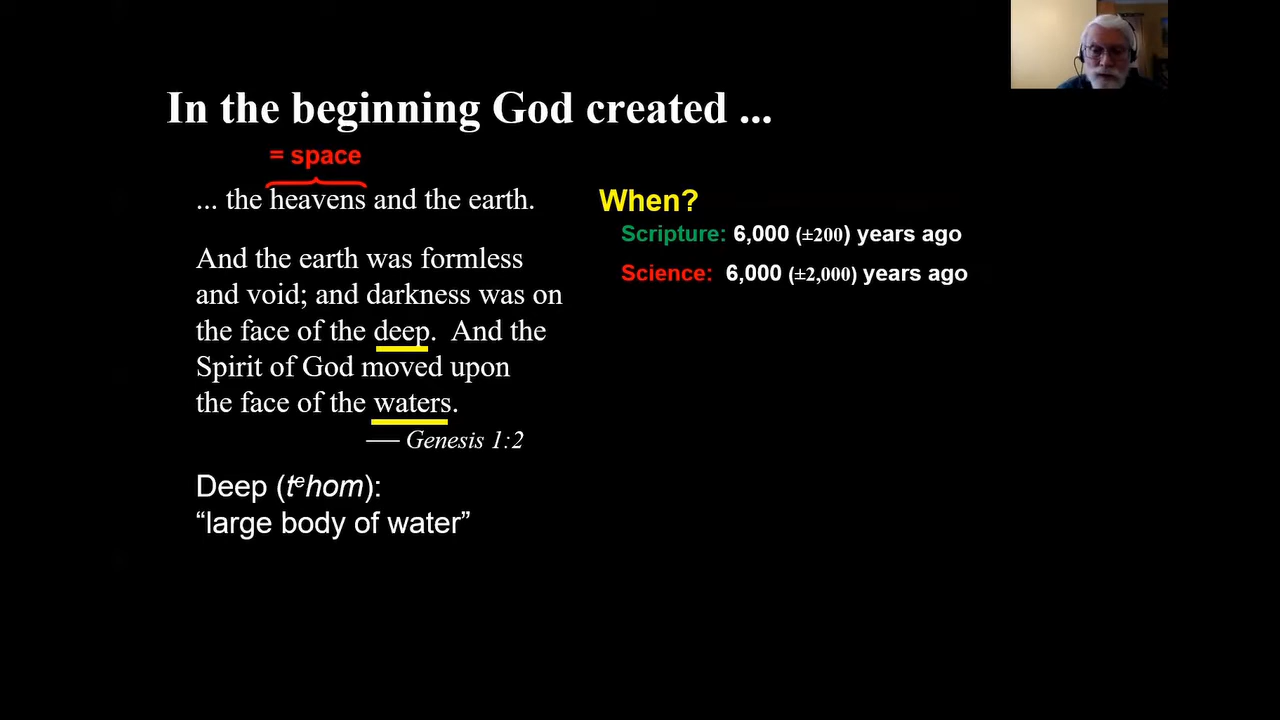 In the beginning God created ...
= space
... the heavens and the earth.
And the earth was formless
and void; and darkness was on
the face of the deep.  And the
Spirit of God moved upon
the face of the waters.
— Genesis 1:2
Deep (tᵉhom):
“large body of water”
When?
Scripture: 6,000 (±200) years ago
Science:  6,000 (±2,000) years ago